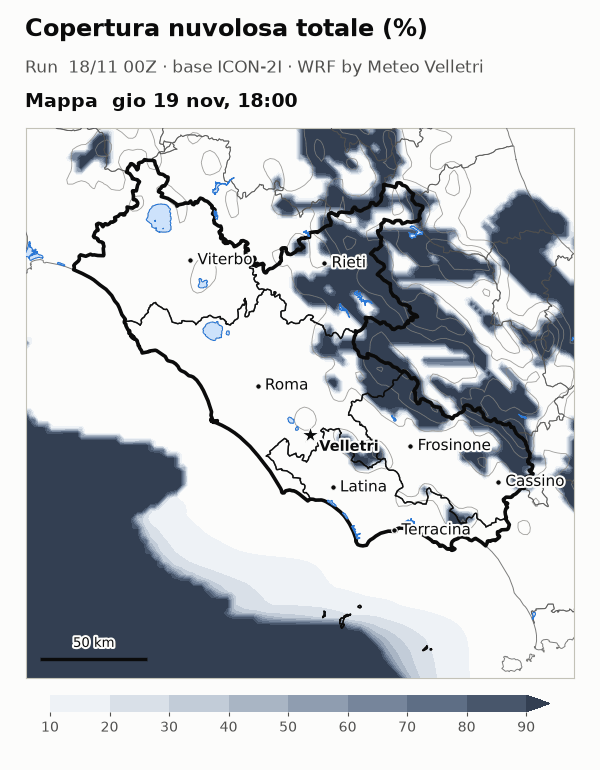 Copertura nuvolosa totale (%)
Run 18/11 00Z · base ICON-2I · WRF by Meteo Velletri
Mappa gio 19 nov, 18:00
Viterbo
Rieti
Roma
Velletri
Frosinone
Cassino
Latina
Terracina
50 km
10 20 30 40 50 60 70 80 90